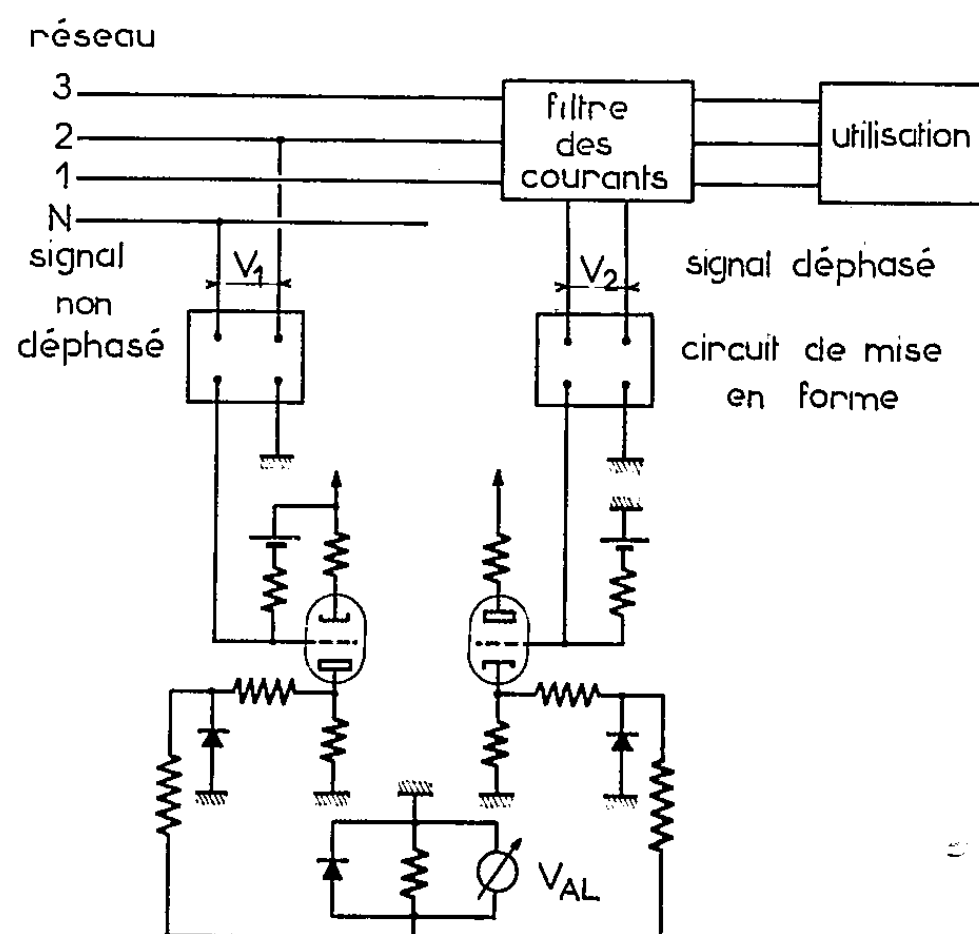 réseau
3
2
1
N
filtre
des
courants
utilisation
signal
non
déphasé
V1
V2
signal déphasé
circuit de mise
en forme
VAL